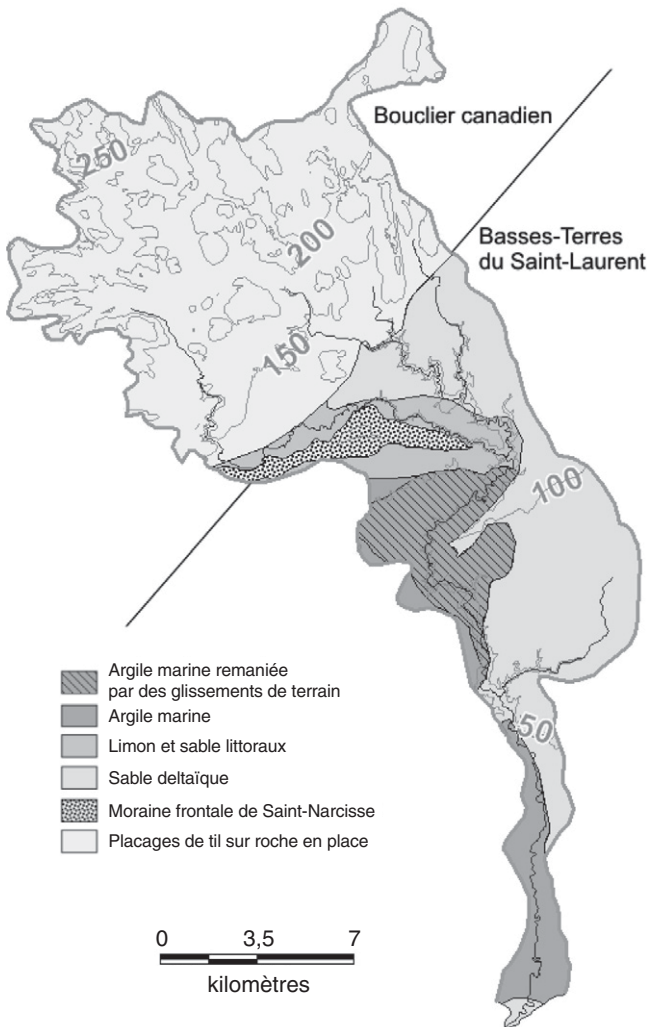 Bouclier canadien
250
200
Basses-Terres
du Saint-Laurent
150
100
Argile marine remaniée
par des glissements de terrain
Argile marine
Limon et sable littoraux
50
Sable deltaïque
Moraine frontale de Saint-Narcisse
Placages de til sur roche en place
0 3,5 7
kilomètres